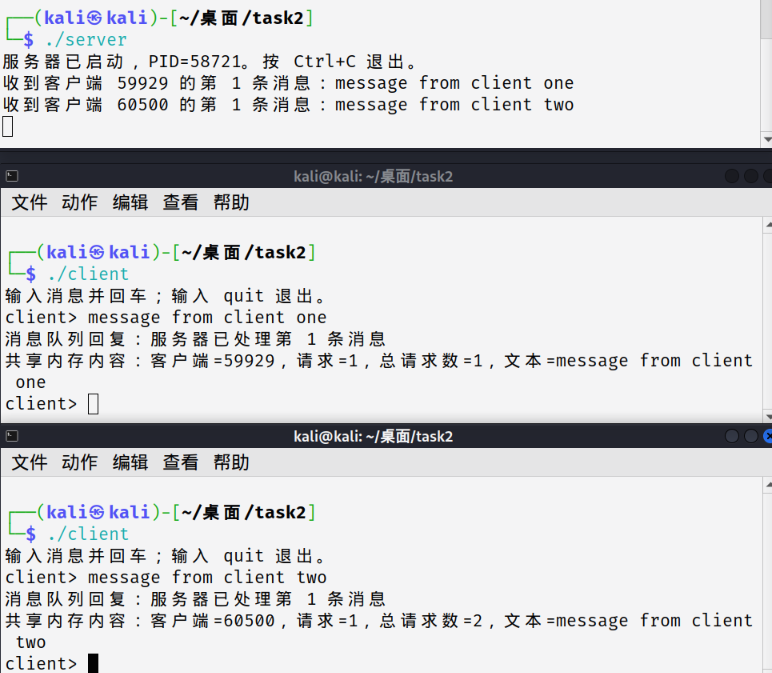 ┌──(kali㉿kali)-[~/桌面/task2]
└─$ ./server
服务器已启动，PID=58721。按 Ctrl+C 退出。
收到客户端 59929 的第 1 条消息：message from client one
收到客户端 60500 的第 1 条消息：message from client two
kali@kali: ~/桌面/task2
文件 动作 编辑 查看 帮助
┌──(kali㉿kali)-[~/桌面/task2]
└─$ ./client
输入消息并回车；输入 quit 退出。
client> message from client one
消息队列回复：服务器已处理第 1 条消息
共享内存内容：客户端=59929，请求=1，总请求数=1，文本=message from client
one
client>
kali@kali: ~/桌面/task2
文件 动作 编辑 查看 帮助
┌──(kali㉿kali)-[~/桌面/task2]
└─$ ./client
输入消息并回车；输入 quit 退出。
client> message from client two
消息队列回复：服务器已处理第 1 条消息
共享内存内容：客户端=60500，请求=1，总请求数=2，文本=message from client
two
client>